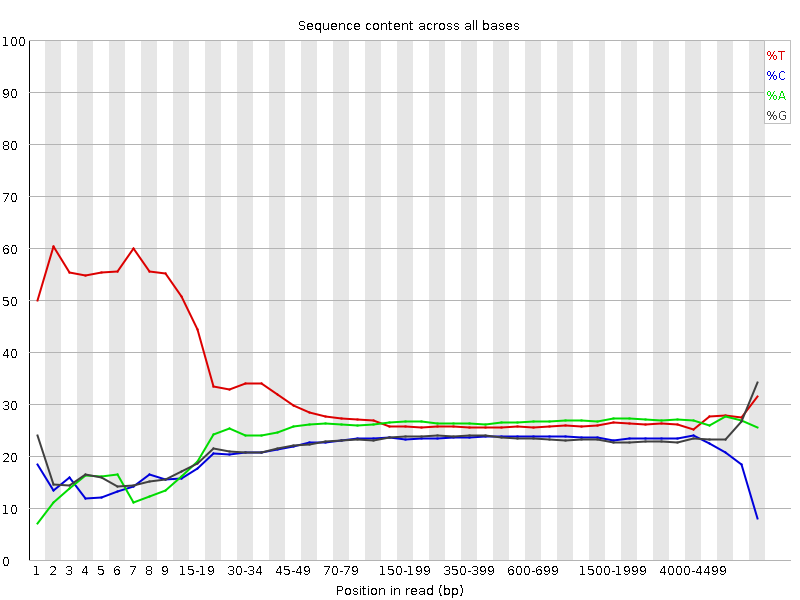 Sequence content across all bases
100
90
80
70
60
50
40
30
20
10
0
%T
%C
%A
%G
1 2 3 4 5 6 7 8 9 15-19 30-34 45-49 70-79 150-199 350-399 600-699 1500-1999 4000-4499
Position in read (bp)